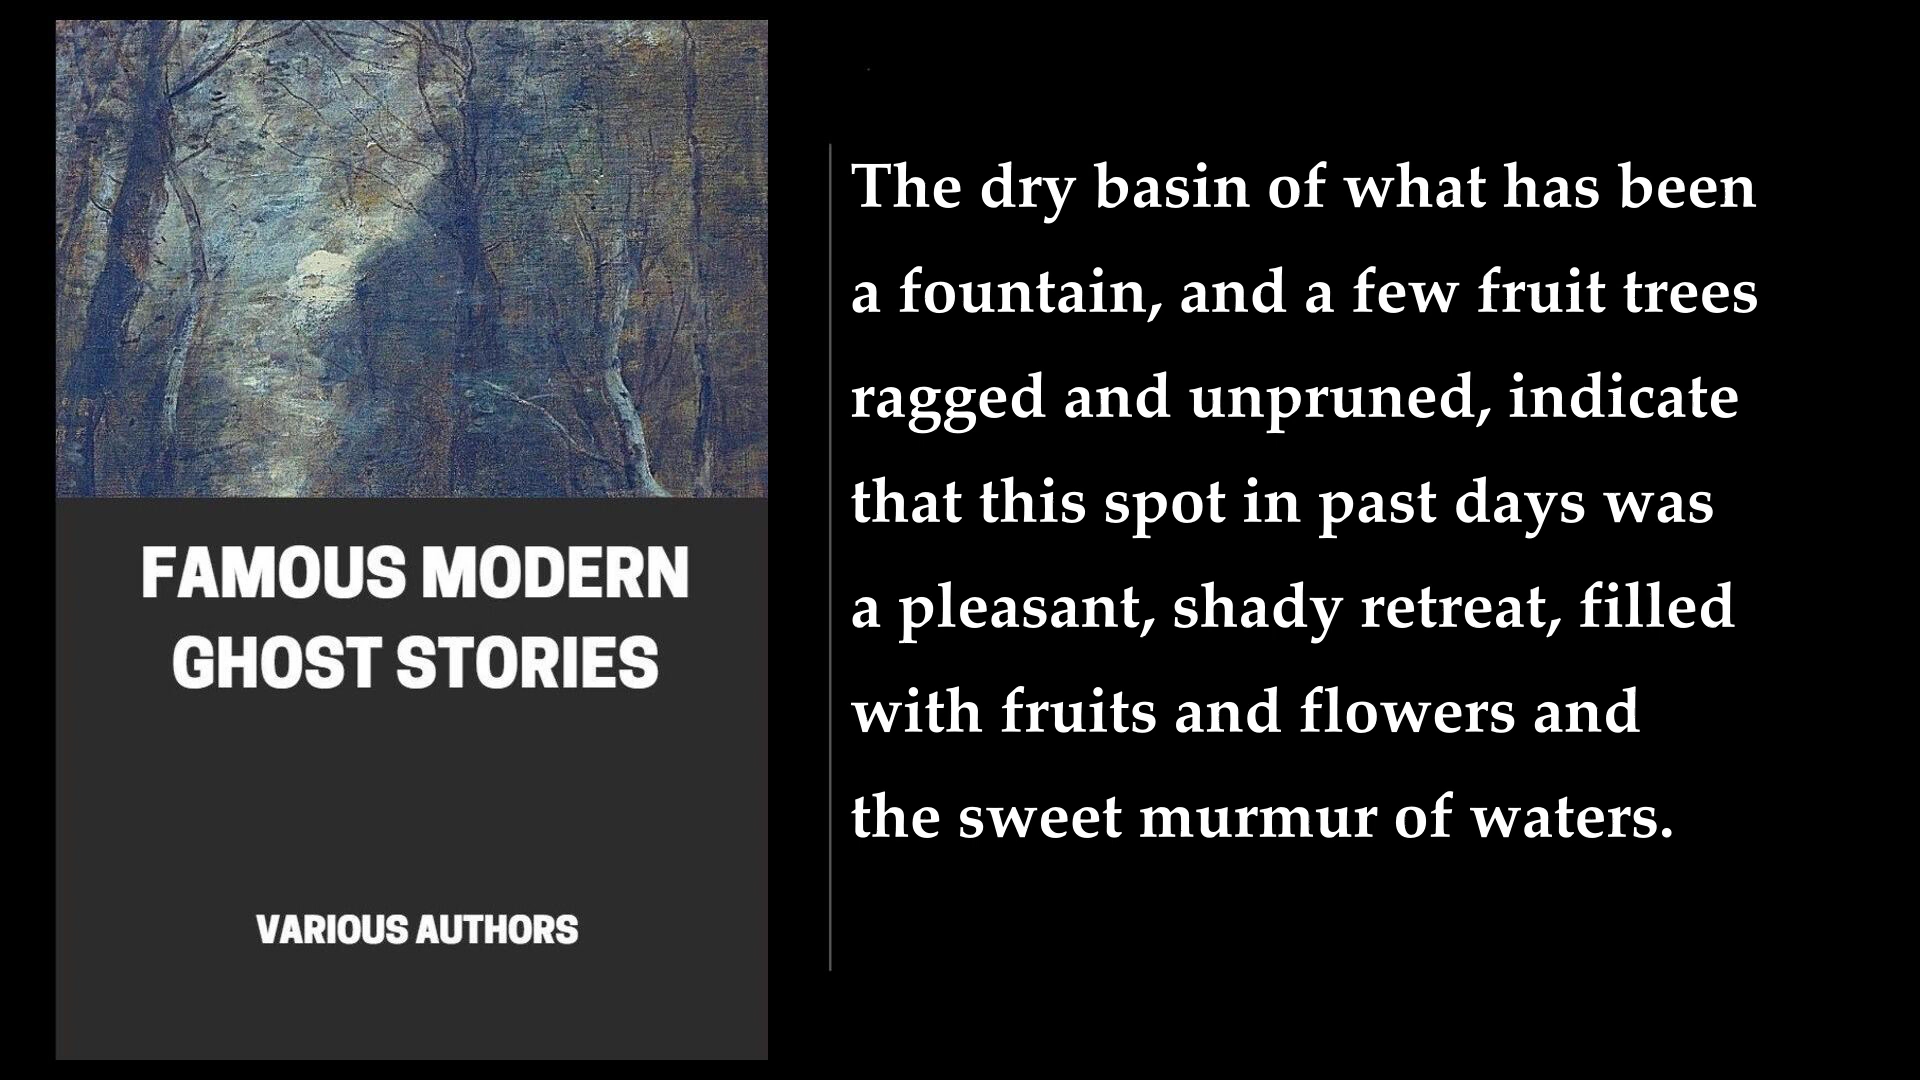 FAMOUS MODERN
GHOST STORIES
VARIOUS AUTHORS
The dry basin of what has been
a fountain, and a few fruit trees
ragged and unpruned, indicate
that this spot in past days was
a pleasant, shady retreat, filled
with fruits and flowers and
the sweet murmur of waters.